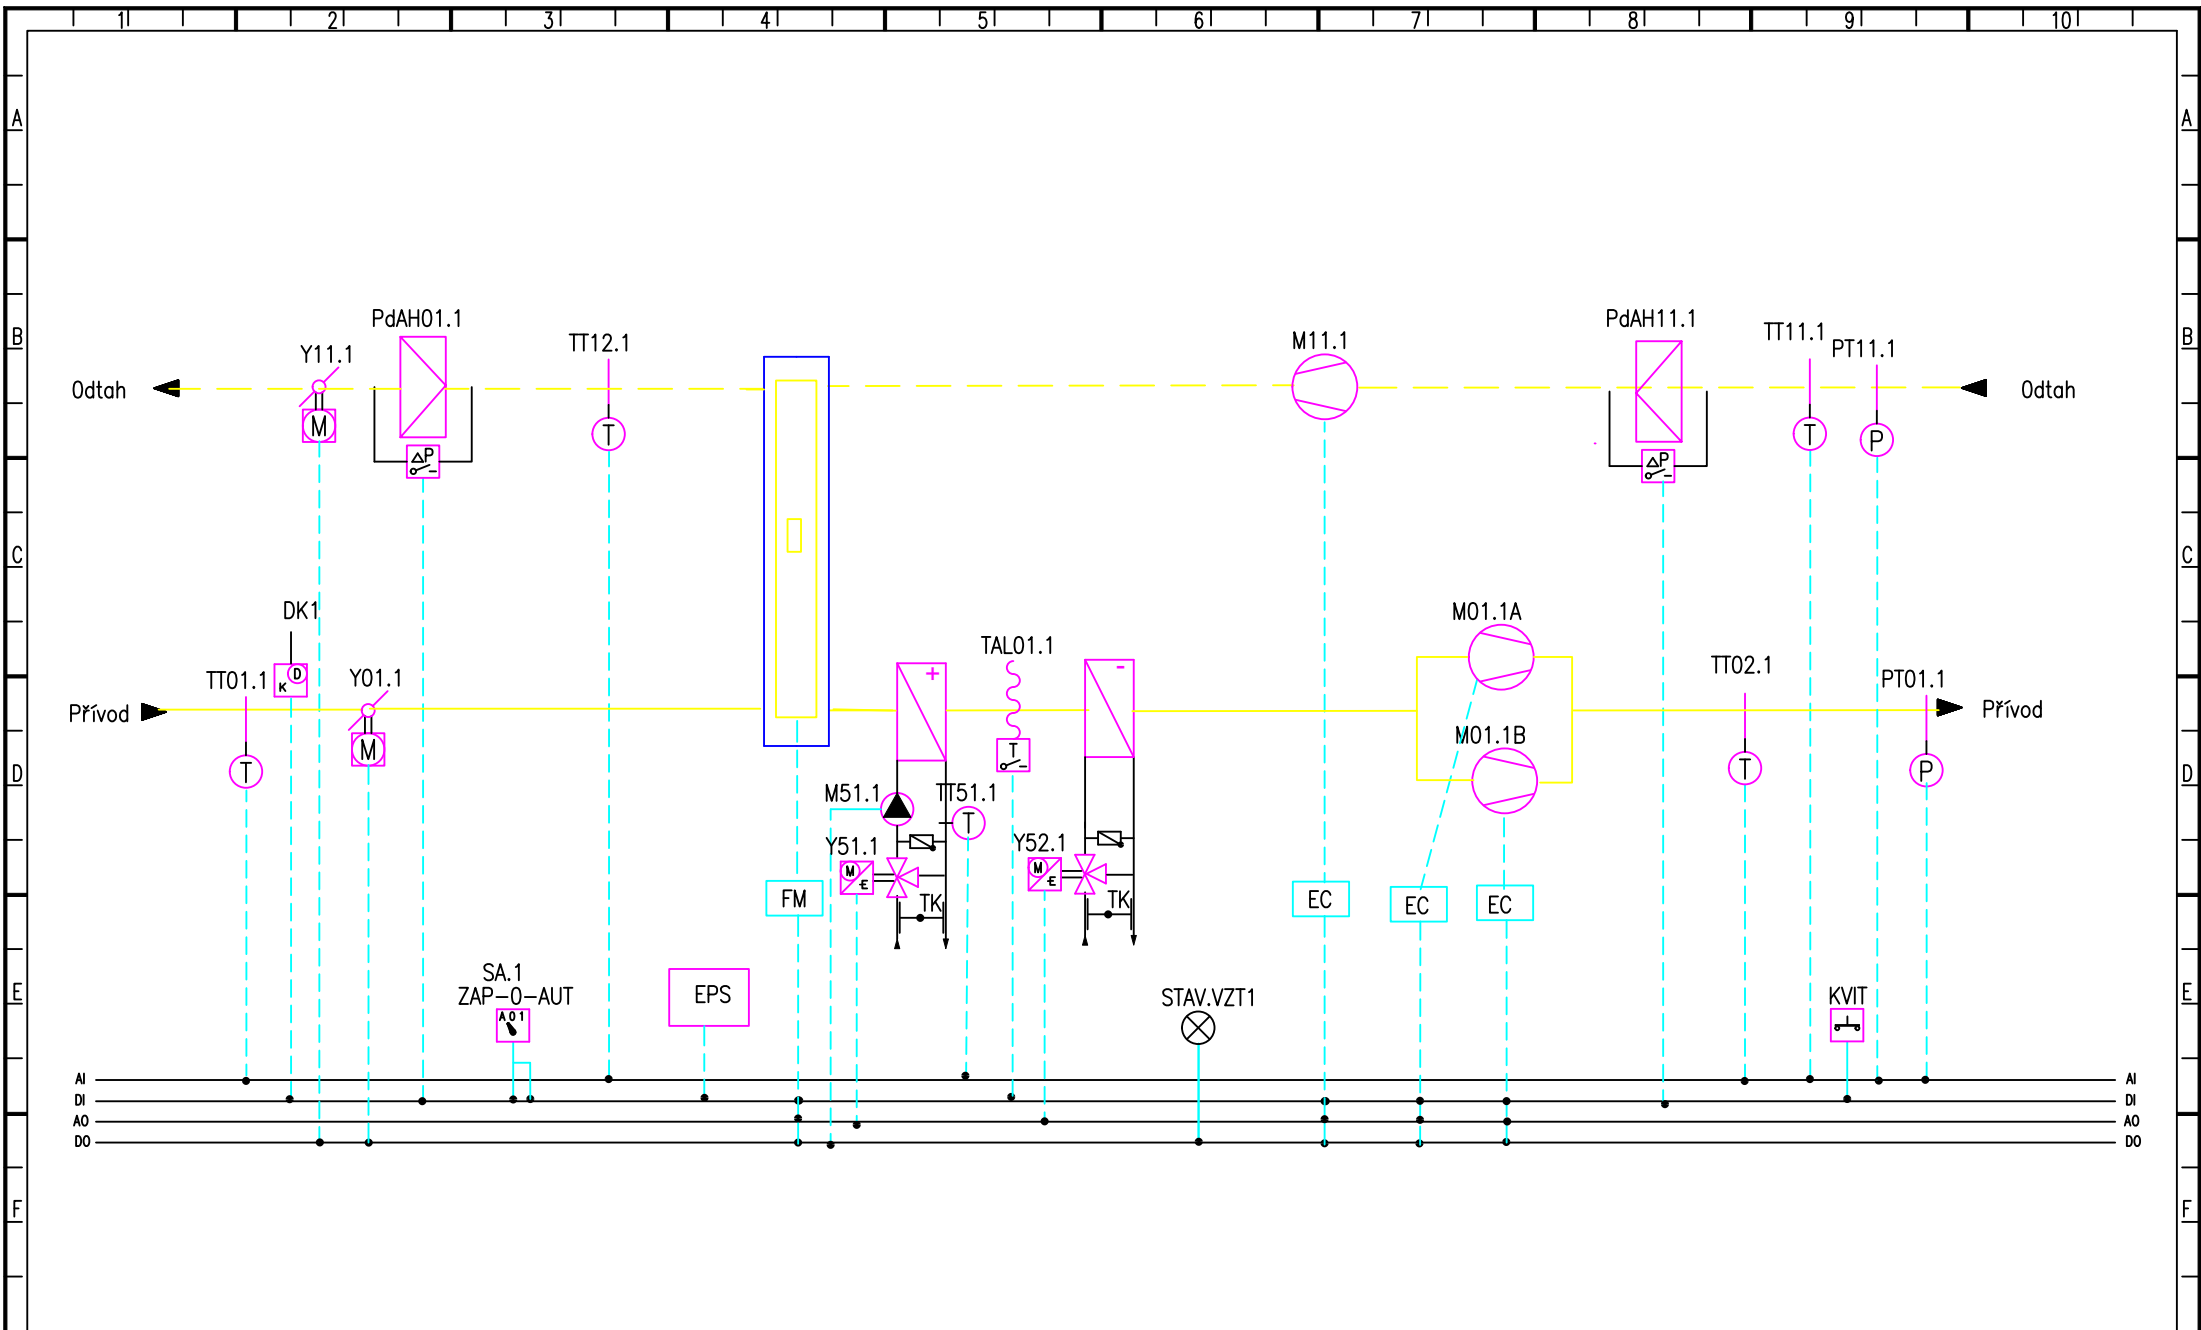 1 2 3 4 5 6 7 8 9 10
A A
PdAH01.1 PdAH11.1
TT12.1 M11.1 TT11.1
B B
Y11.1 PT11.1
Odtah Odtah
M T T P
ΔP ΔP
C C
DK1 M01.1A
TAL01.1
D
K
TT01.1 Y01.1 + - TT02.1 PT01.1
Přívod Přívod
M01.1B
M T
T T P
D D
M51.1 TT51.1
T
Y51.1 Y52.1
M M
E E
FM TK TK EC EC EC
SA.1
ZAP-0-AUT EPS STAV.VZT1 KVIT
E E
A 0 1
AI AI
DI DI
AO AO
DO DO
F F